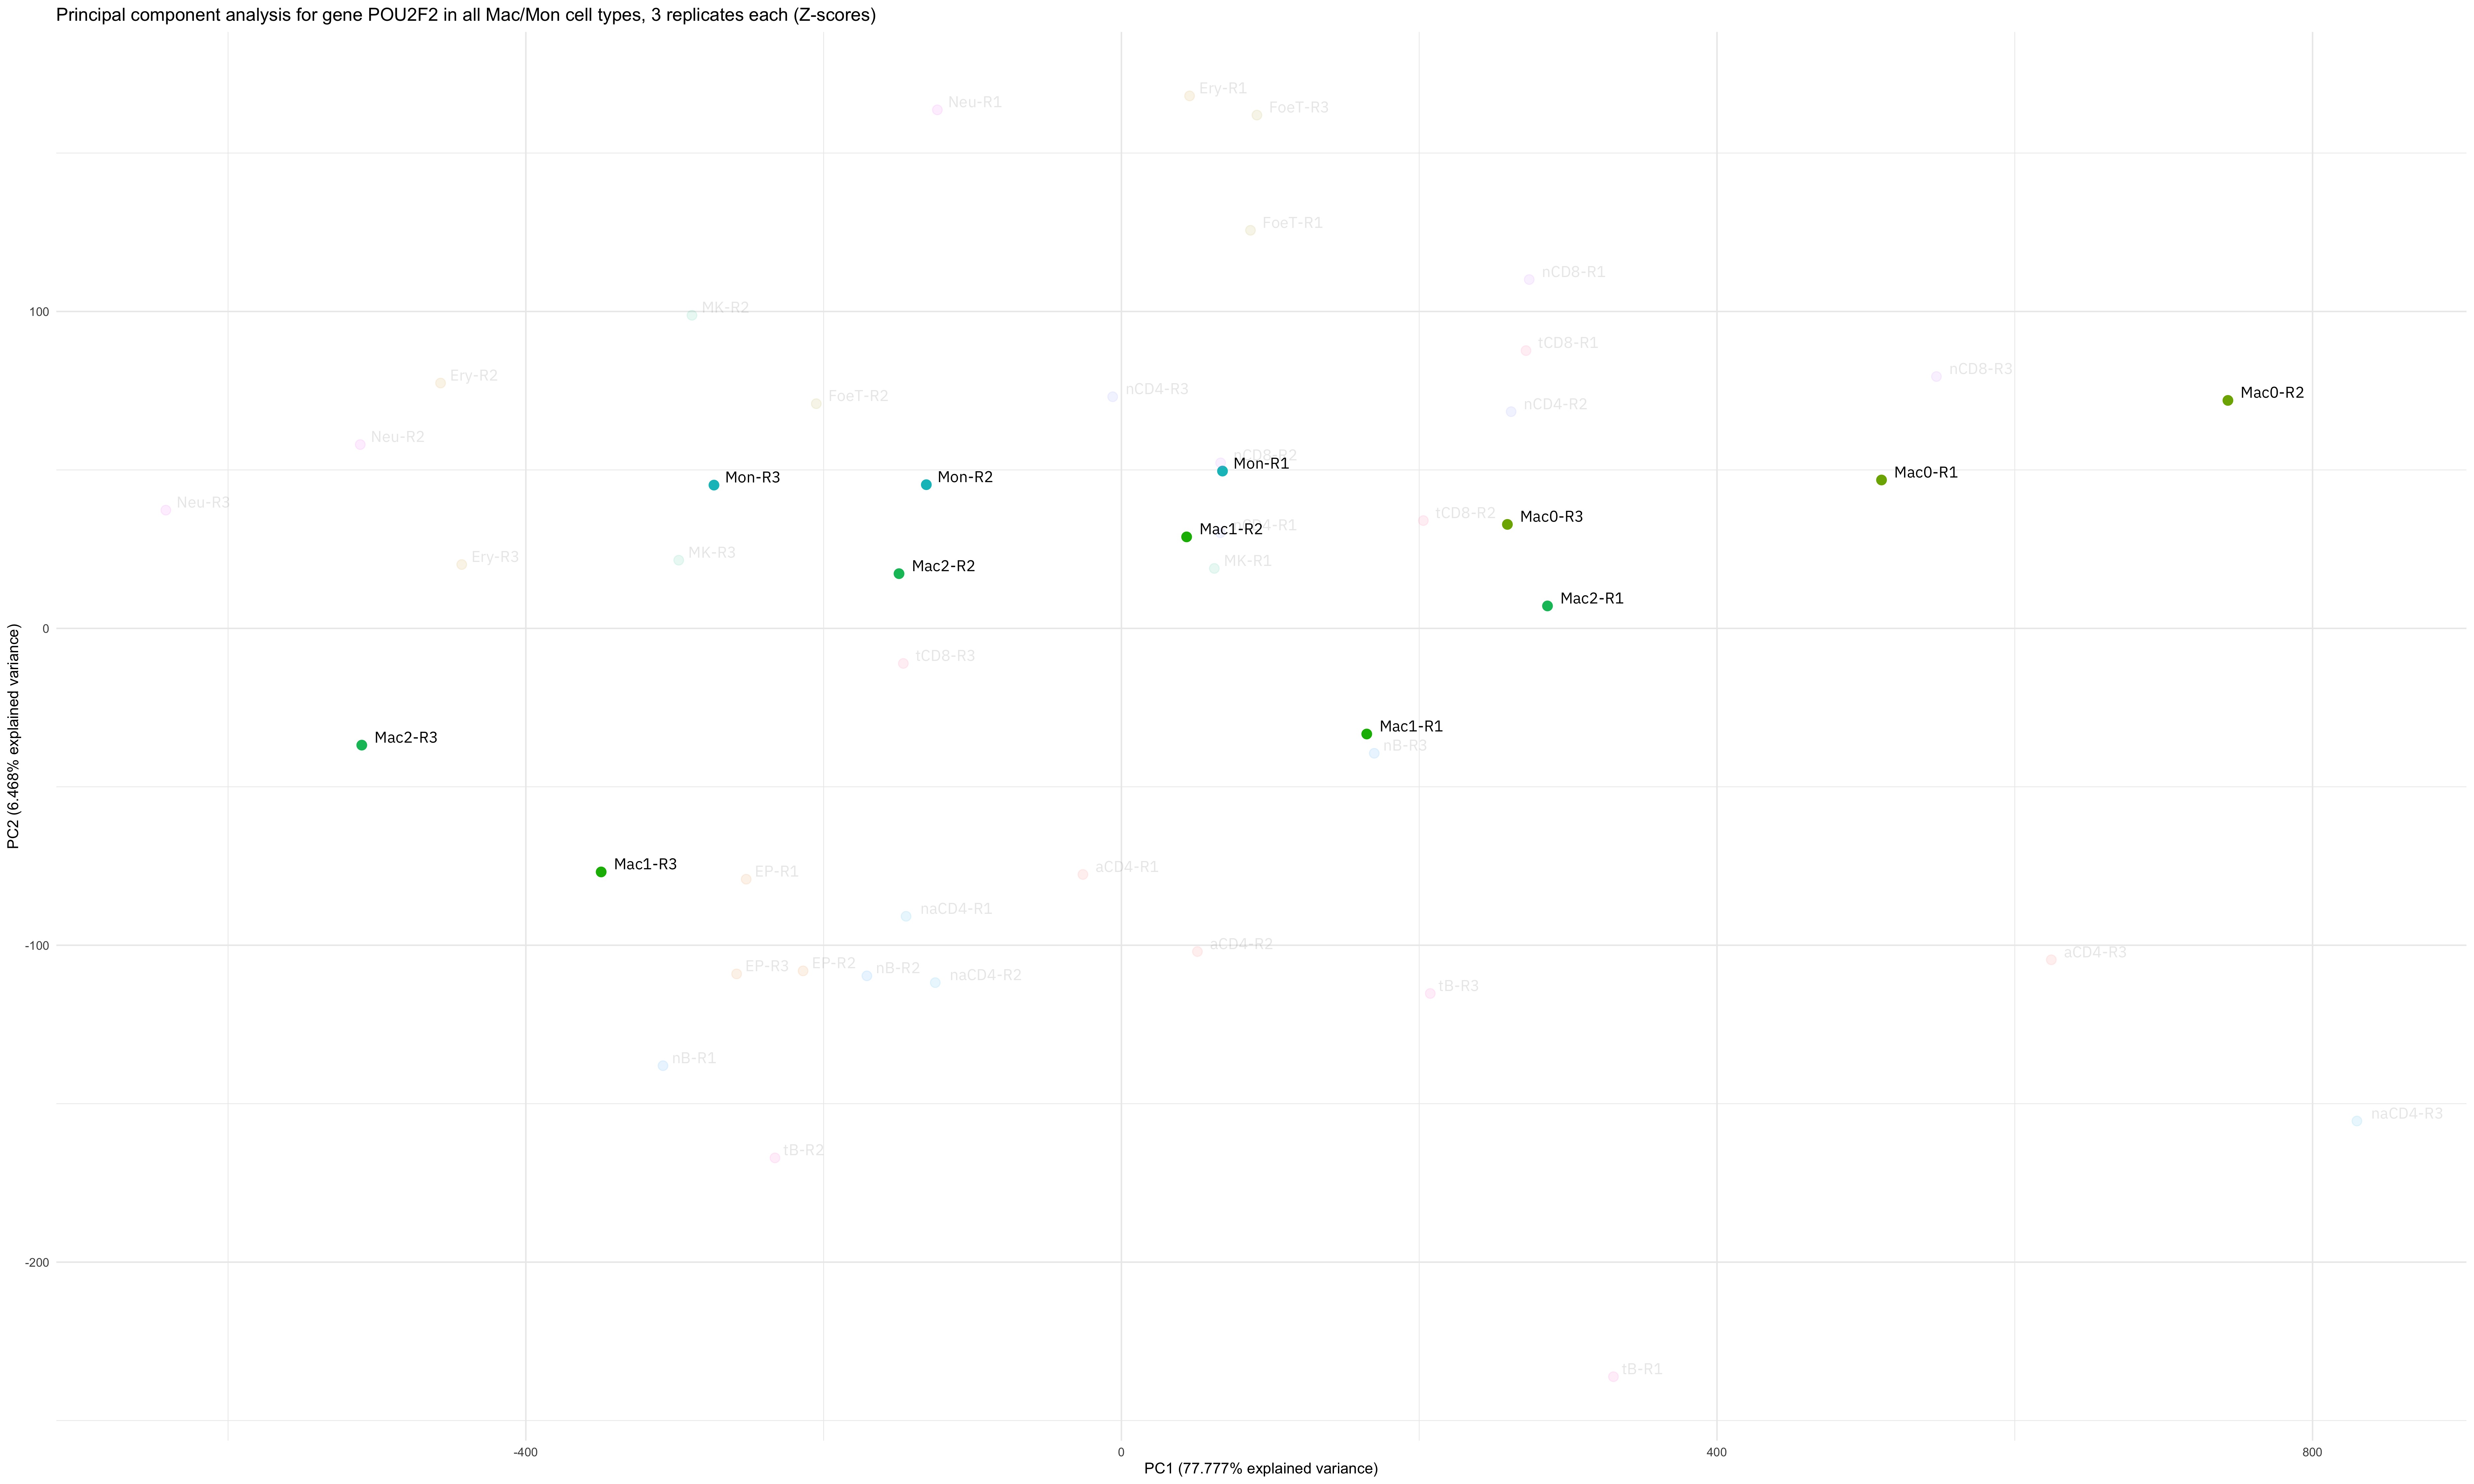 Principal component analysis for gene POU2F2 in all Mac/Mon cell types, 3 replicates each (Z-scores)
Ery-R1
Neu-R1
FoeT-R3
FoeT-R1
nCD8-R1
MK-R2
100
tCD8-R1
nCD8-R3
Ery-R2
nCD4-R3
Mac0-R2
FoeT-R2
nCD4-R2
Neu-R2
nCD8-R2
Mon-R1
Mac0-R1
Mon-R3
Mon-R2
Neu-R3
tCD8-R2
Mac0-R3
nCD4-R1
Mac1-R2
MK-R3
Ery-R3
MK-R1
Mac2-R2
Mac2-R1
0
tCD8-R3
Mac1-R1
Mac2-R3
nB-R3
PC2 (6.468% explained variance)
Mac1-R3
aCD4-R1
EP-R1
naCD4-R1
-100
aCD4-R2
aCD4-R3
EP-R2
EP-R3
nB-R2
naCD4-R2
tB-R3
nB-R1
naCD4-R3
tB-R2
-200
tB-R1
-400
0
400
800
PC1 (77.777% explained variance)